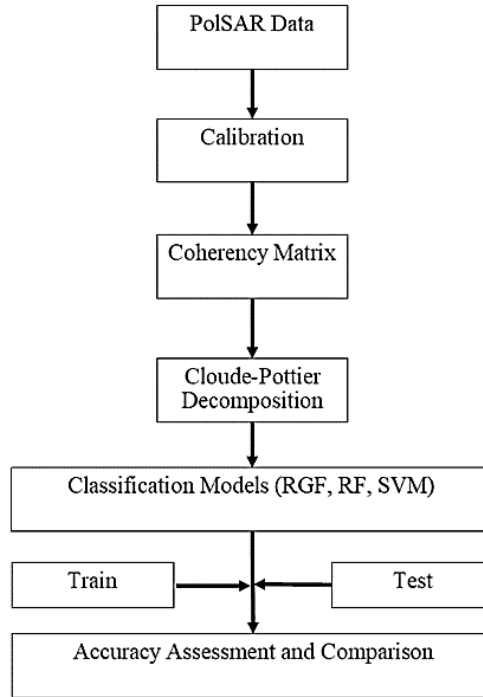 PolSAR Data
Calibration
Coherency Matrix
Cloude-Pottier
Decomposition
Classification Models (RGF, RF, SVM)
Train
Test
Accuracy Assessment and Comparison